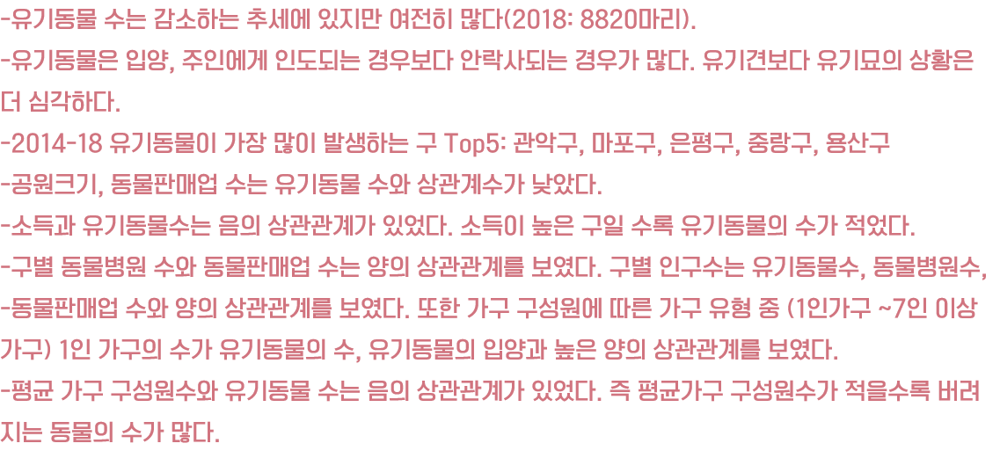 -유기동물 수는 감소하는 추세에 있지만 여전히 많다(2018: 8820마리).
-유기동물은 입양, 주인에게 인도되는 경우보다 안락사되는 경우가 많다. 유기견보다 유기묘의 상황은
더 심각하다.
-2014-18 유기동물이 가장 많이 발생하는 구 Top5: 관악구, 마포구, 은평구, 중랑구, 용산구
-공원크기, 동물판매업 수는 유기동물 수와 상관계수가 낮았다.
-소득과 유기동물수는 음의 상관관계가 있었다. 소득이 높은 구일 수록 유기동물의 수가 적었다.
-구별 동물병원 수와 동물판매업 수는 양의 상관관계를 보였다. 구별 인구수는 유기동물수, 동물병원수,
-동물판매업 수와 양의 상관관계를 보였다. 또한 가구 구성원에 따른 가구 유형 중 (1인가구 ~7인 이상
가구) 1인 가구의 수가 유기동물의 수, 유기동물의 입양과 높은 양의 상관관계를 보였다.
-평균 가구 구성원수와 유기동물 수는 음의 상관관계가 있었다. 즉 평균가구 구성원수가 적을수록 버려
지는 동물의 수가 많다.